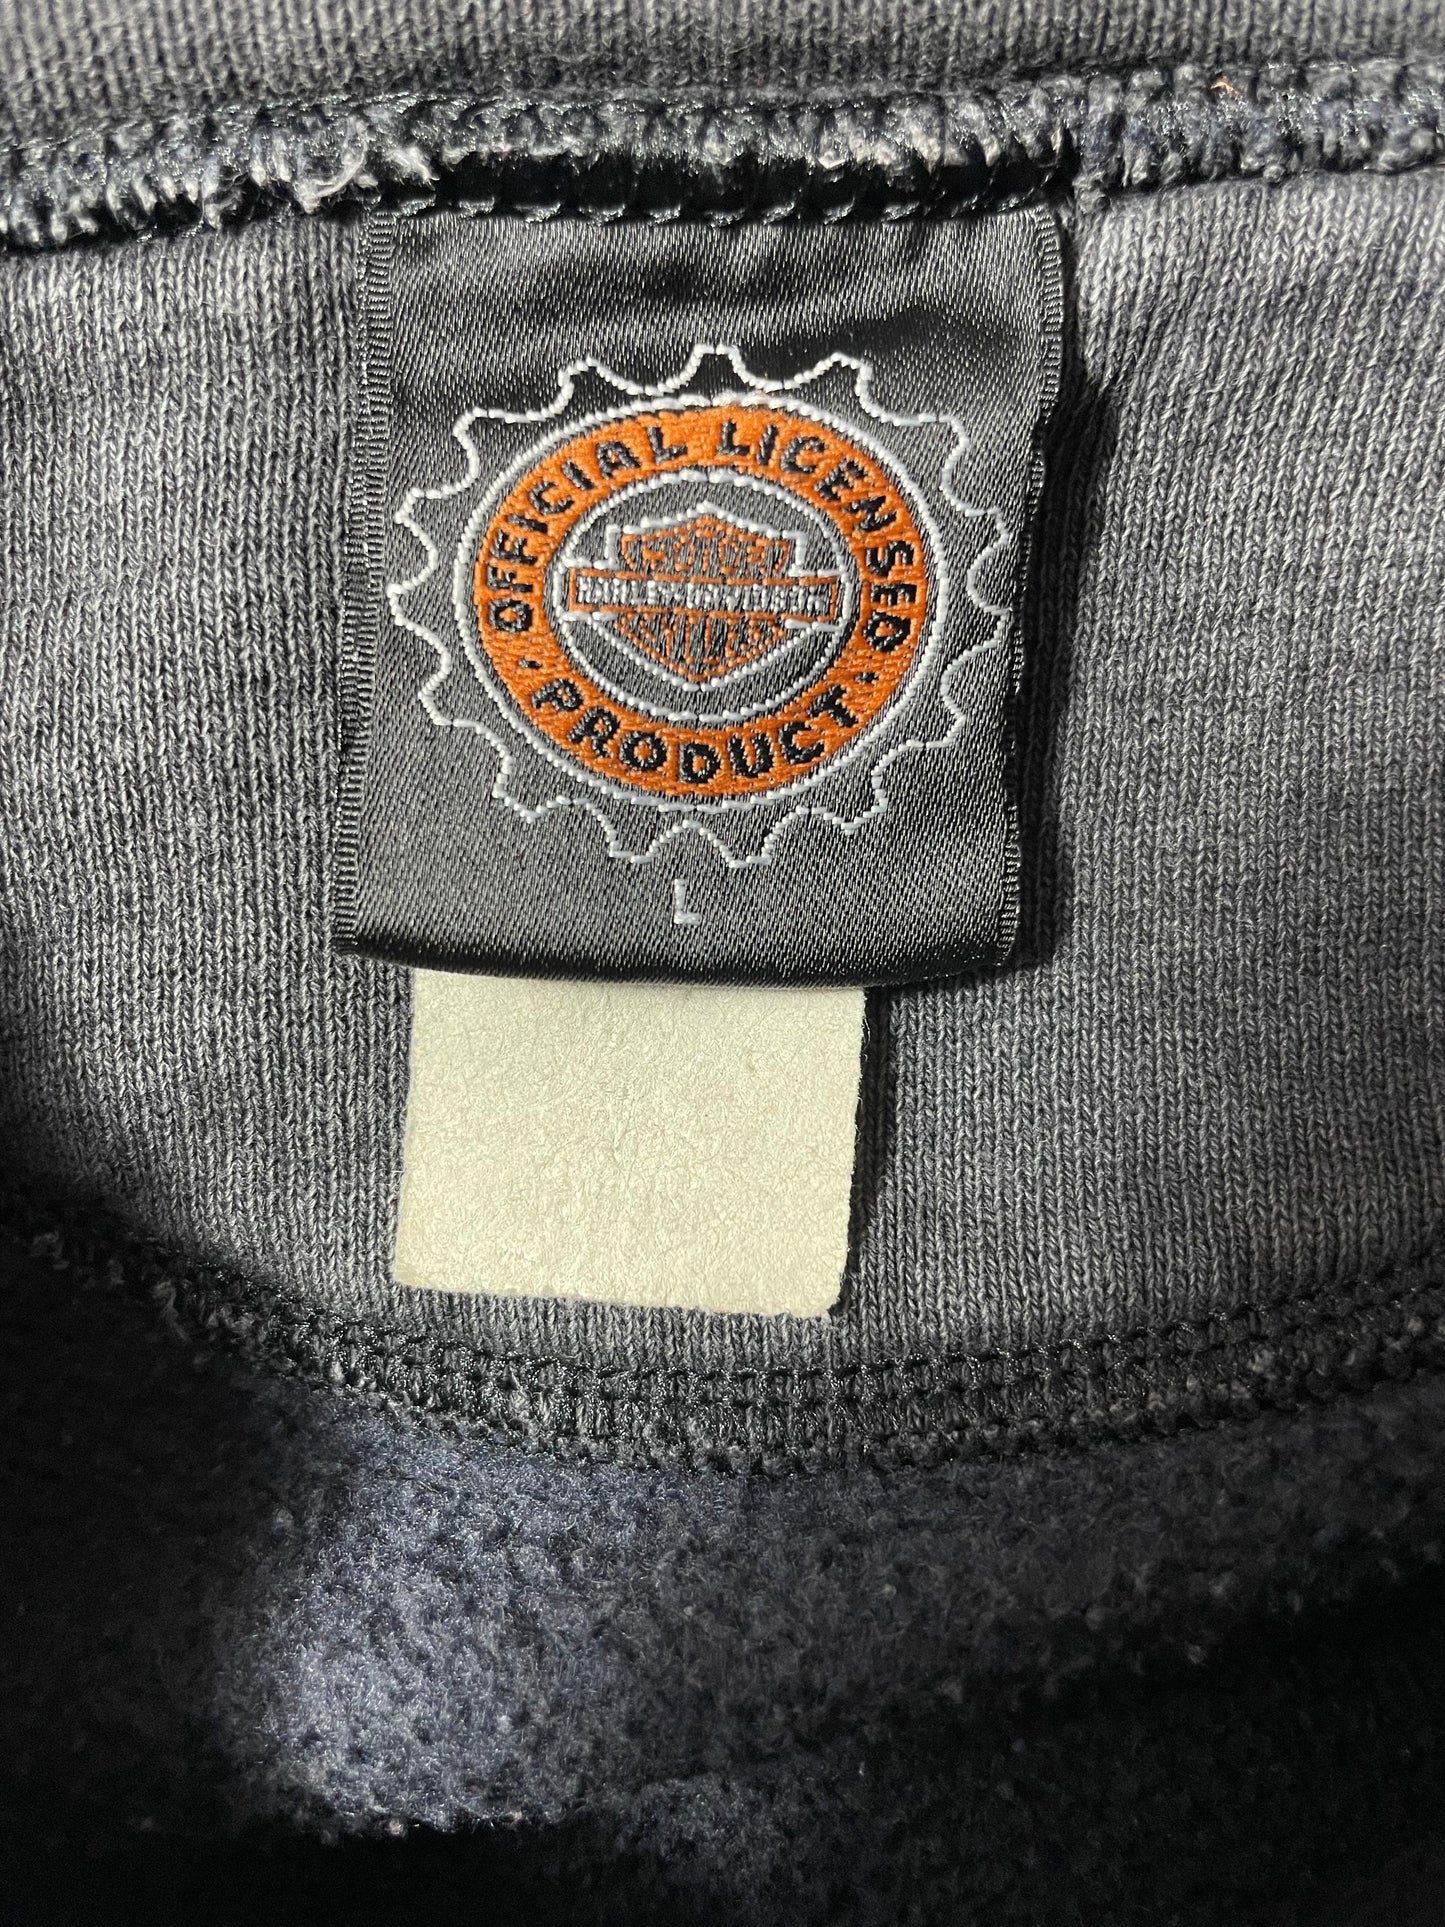 OFFICIAL LICENSED
MOTOR
HARLEY-DAVIDSON
CYCLES
· PRODUCT ·
L